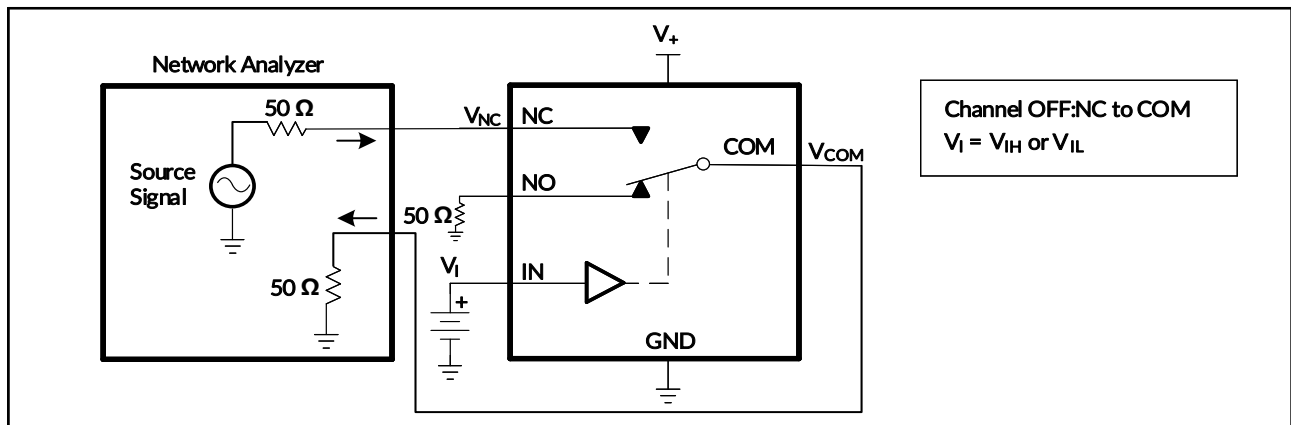 V+
Network Analyzer
50 Ω
VNC
NC
Channel OFF:NC to COM
VI = VIH or VIL
COM
VCOM
Source
Signal
NO
50 Ω
VI
IN
50 Ω
+
GND